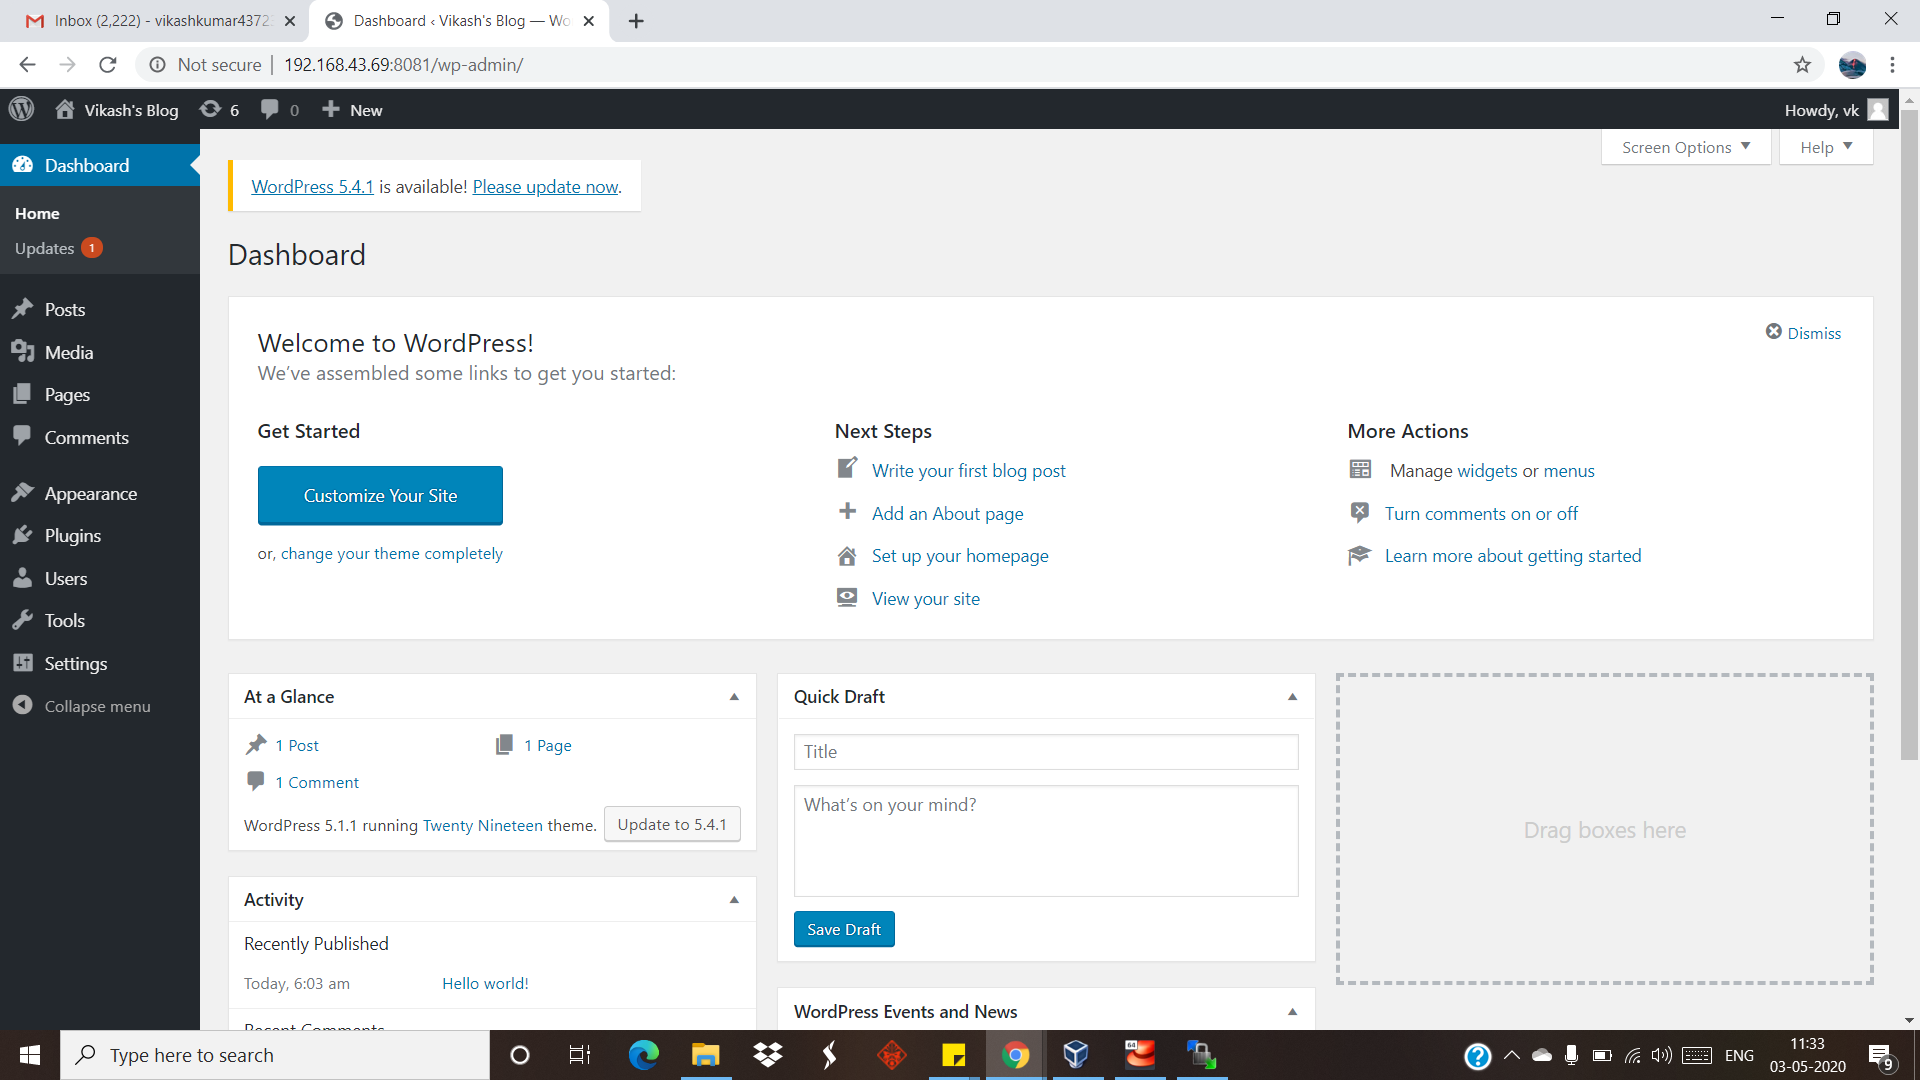 Inbox (2,222) - vikashkumar4372
Dashboard ‹ Vikash's Blog — Wo
Not secure
192.168.43.69:8081/wp-admin/
Vikash's Blog
6
0
New
Howdy, vk
Screen Options
Help
Dashboard
Home
Updates 1
Posts
Media
Pages
Comments
Appearance
Plugins
Users
Tools
Settings
Collapse menu
WordPress 5.4.1 is available! Please update now.
Dashboard
Welcome to WordPress!
We've assembled some links to get you started:
Dismiss
Get Started
Customize Your Site
or, change your theme completely
Next Steps
Write your first blog post
Add an About page
Set up your homepage
View your site
More Actions
Manage widgets or menus
Turn comments on or off
Learn more about getting started
At a Glance
1 Post
1 Page
1 Comment
WordPress 5.1.1 running Twenty Nineteen theme.
Update to 5.4.1
Activity
Recently Published
Today, 6:03 am
Hello world!
Recent Comments
Quick Draft
Title
What's on your mind?
Save Draft
WordPress Events and News
Drag boxes here
Type here to search
64
ENG
11:33
03-05-2020
9